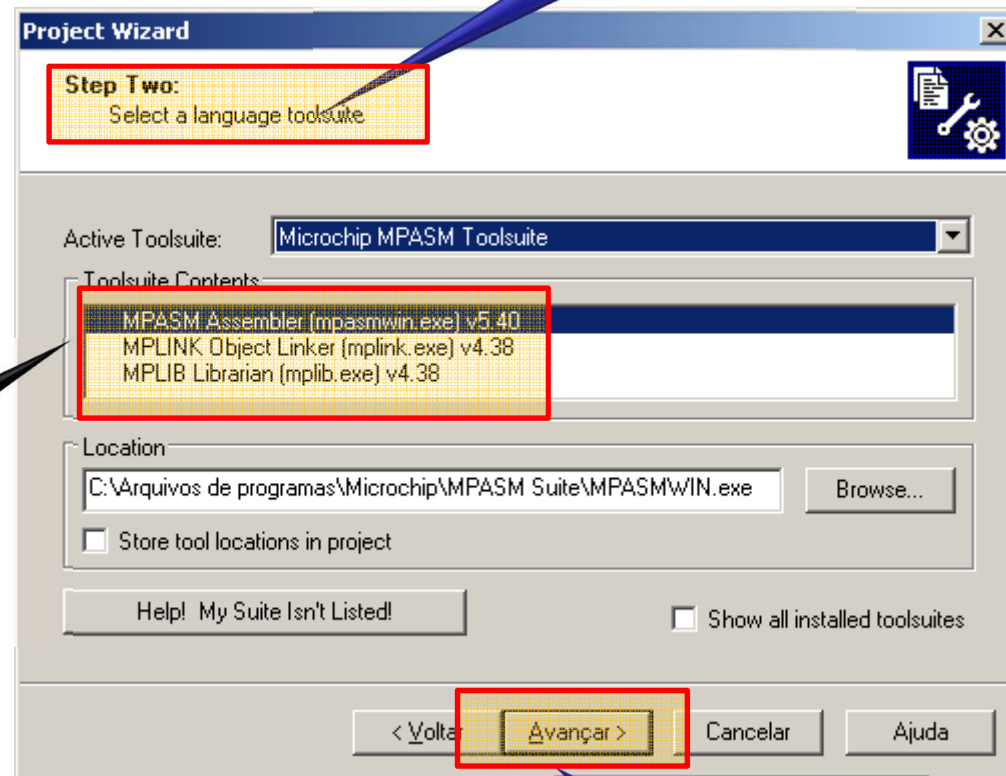 Project Wizard
Step Two:
Select a language toolsuite
Active Toolsuite:
Microchip MPASM Toolsuite
Toolsuite Contents
MPASM Assembler (mpasmwin.exe) v5.40
MPLINK Object Linker (mplink.exe) v4.38
MPLIB Librarian (mplib.exe) v4.38
Location
C:\Arquivos de programas\Microchip\MPASM Suite\MPASMWIN.exe
Browse...
Store tool locations in project
Help! My Suite Isn't Listed!
Show all installed toolsuites
< Voltar
Avançar >
Cancelar
Ajuda